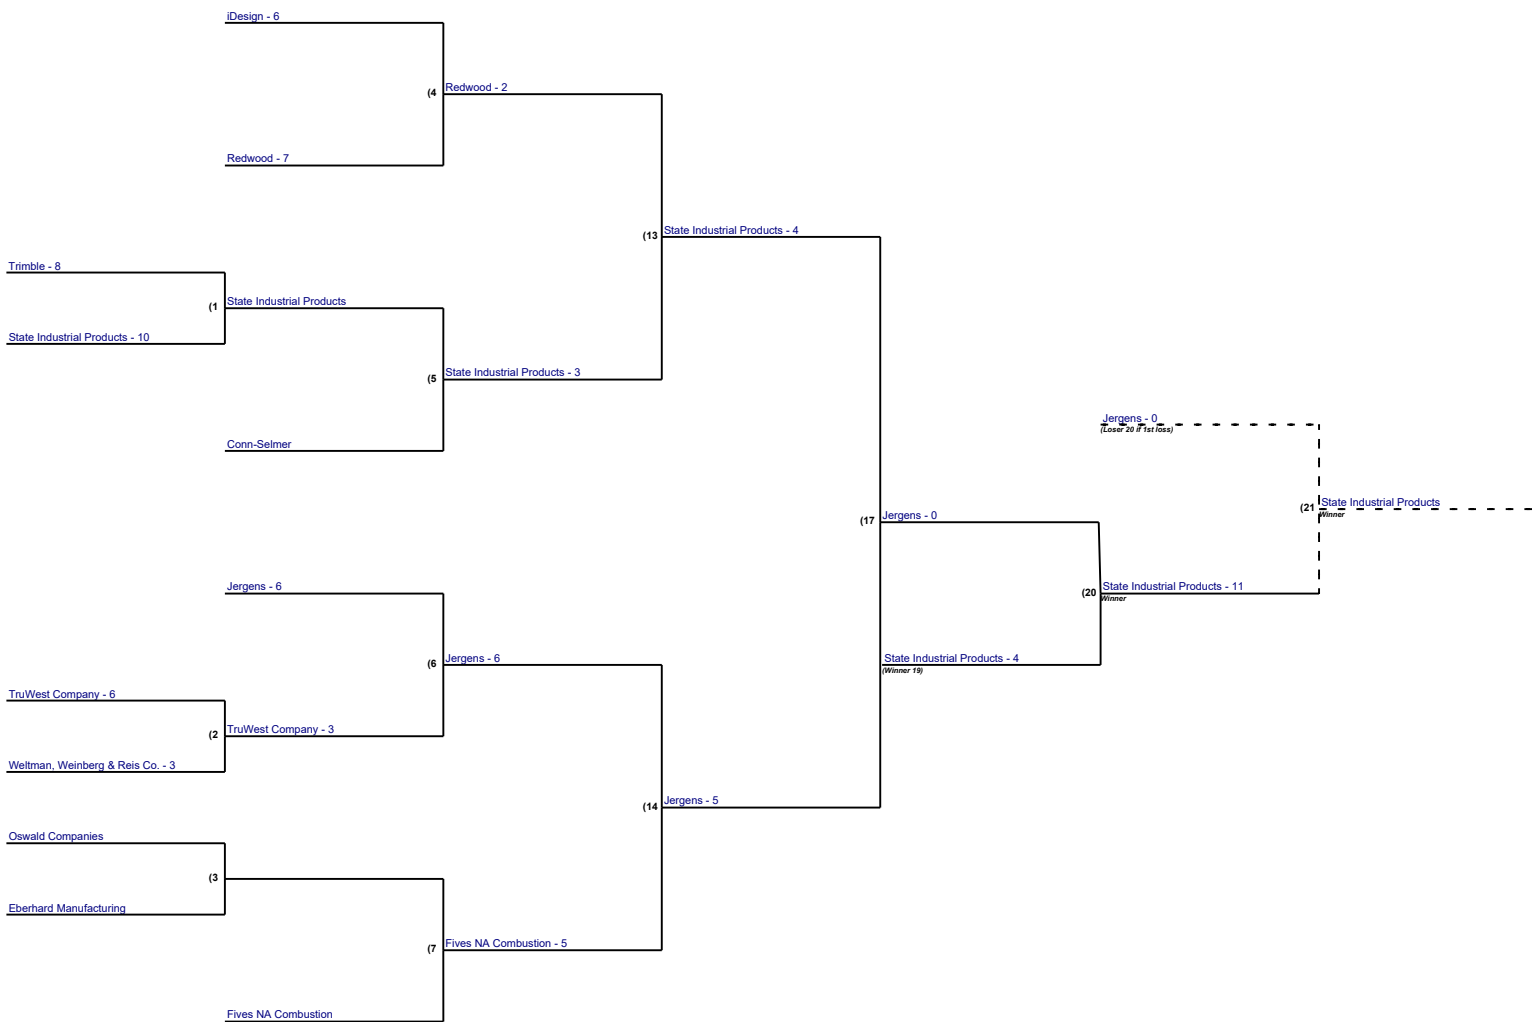 iDesign - 6
(4
Redwood - 2
Redwood - 7
(13
State Industrial Products - 4
Trimble - 8
(1
State Industrial Products
State Industrial Products - 10
(5
State Industrial Products - 3
Conn-Selmer
Jergens - 0
(Loser 20 if 1st loss)
(21
State Industrial Products
Winner
(17
Jergens - 0
Jergens - 6
(20
State Industrial Products - 11
Winner
(6
Jergens - 6
State Industrial Products - 4
(Winner 19)
TruWest Company - 6
(2
TruWest Company - 3
Weltman, Weinberg & Reis Co. - 3
(14
Jergens - 5
Oswald Companies
(3
Eberhard Manufacturing
(7
Fives NA Combustion - 5
Fives NA Combustion